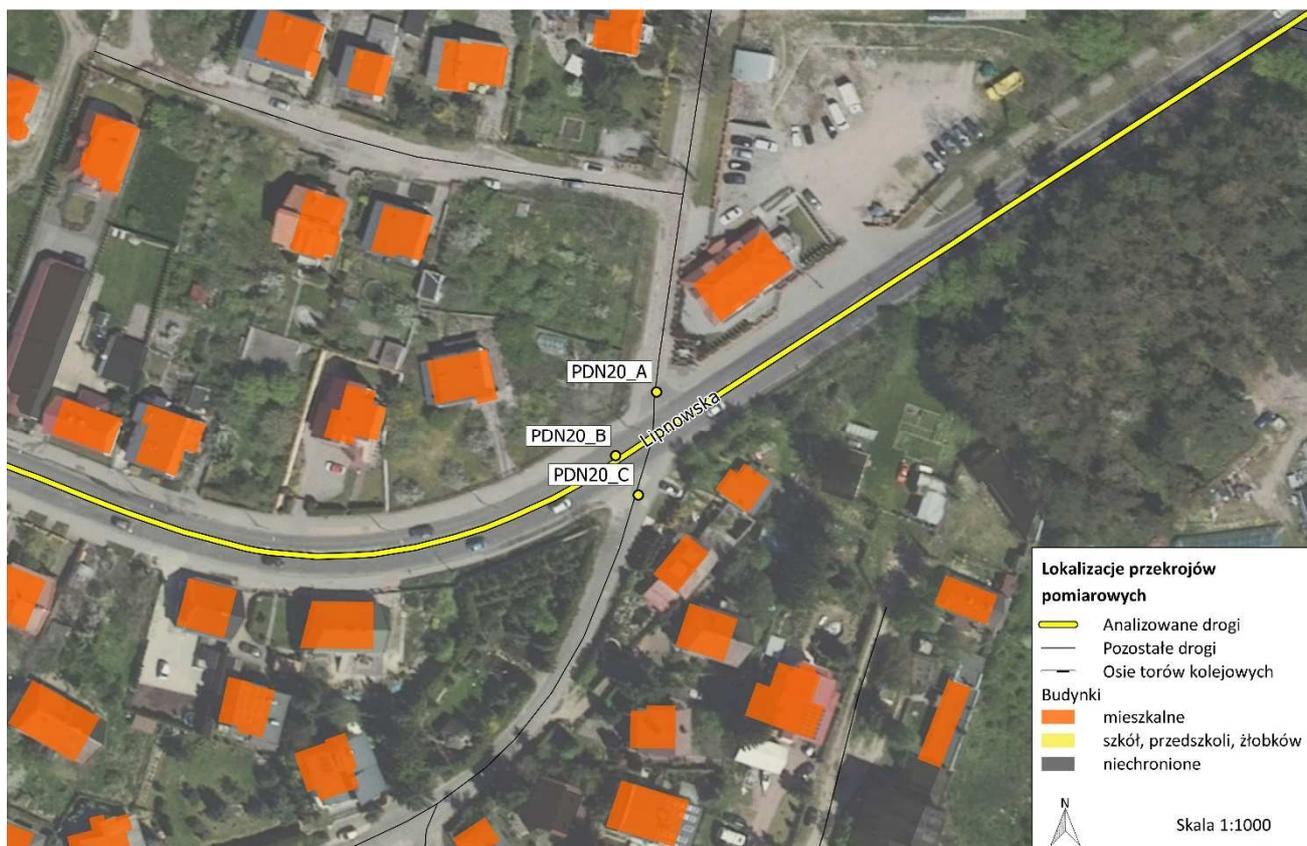 PDN20_A
Lipnowska
PDN20_B
PDN20_C
Lokalizacje przekrojów
pomiarowych
Analizowane drogi
Pozostałe drogi
Osie torów kolejowych
Budynki
mieszkalne
szkół, przedszkoli, żłobków
niechronione
N
Skala 1:1000